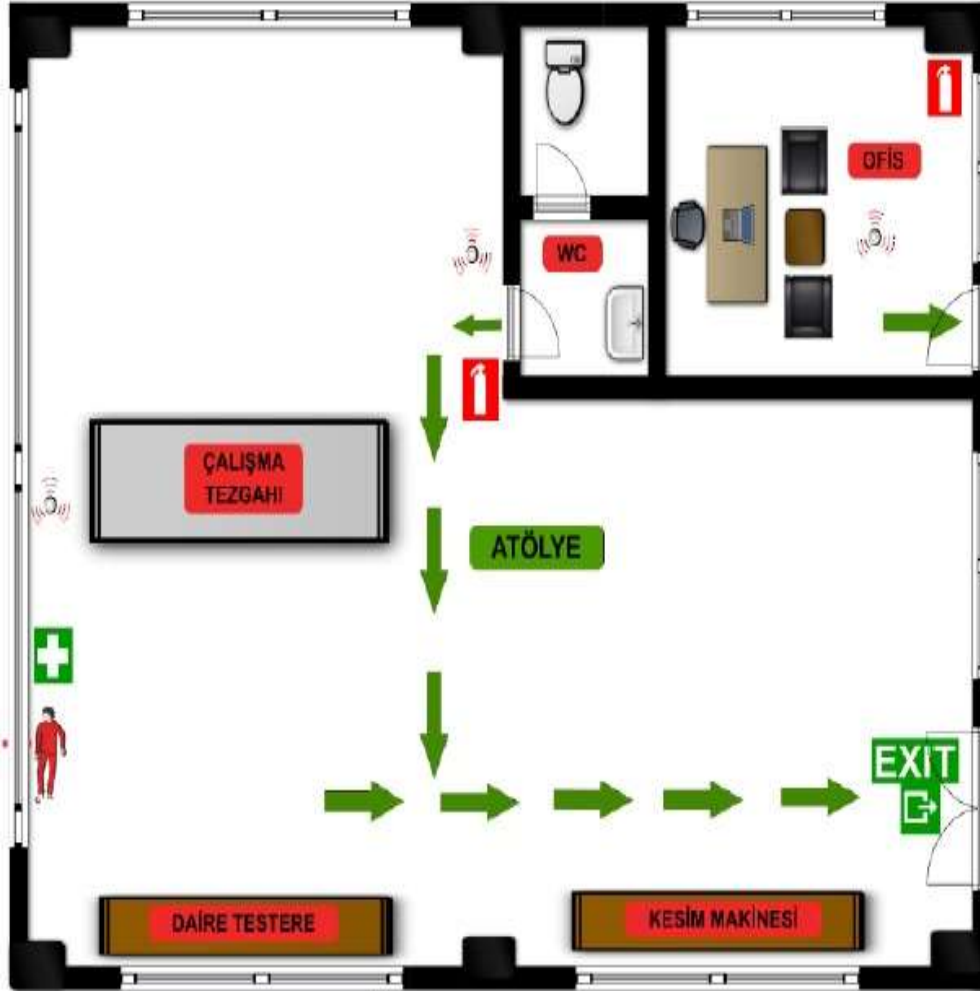 OFİS
WC
ÇALIŞMA
TEZGAHI
ATÖLYE
EXIT
DAİRE TESTERE
KESİM MAKİNESİ